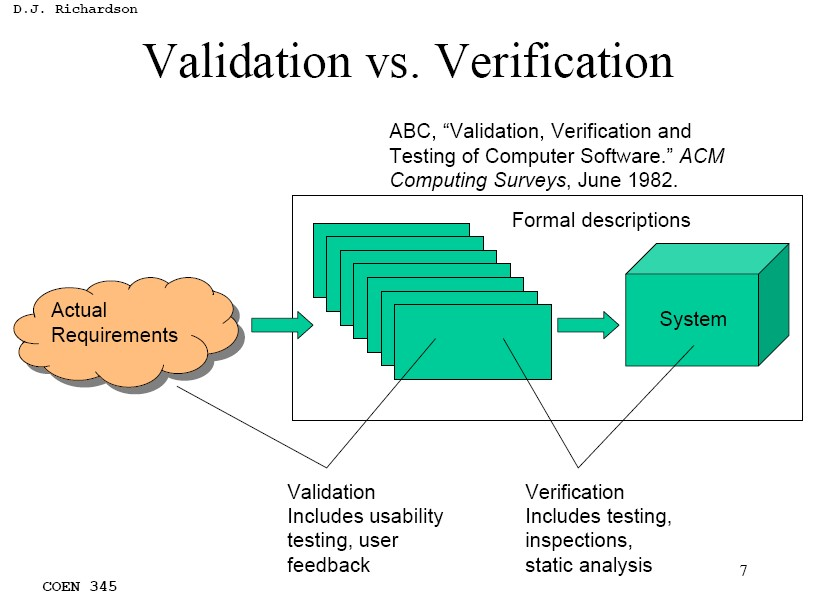 D.J. Richardson
Validation vs. Verification
ABC, “Validation, Verification and
Testing of Computer Software.” ACM
Computing Surveys, June 1982.
Formal descriptions
Actual
Requirements
System
Validation
Includes usability
testing, user
feedback
Verification
Includes testing,
inspections,
static analysis
7
COEN 345